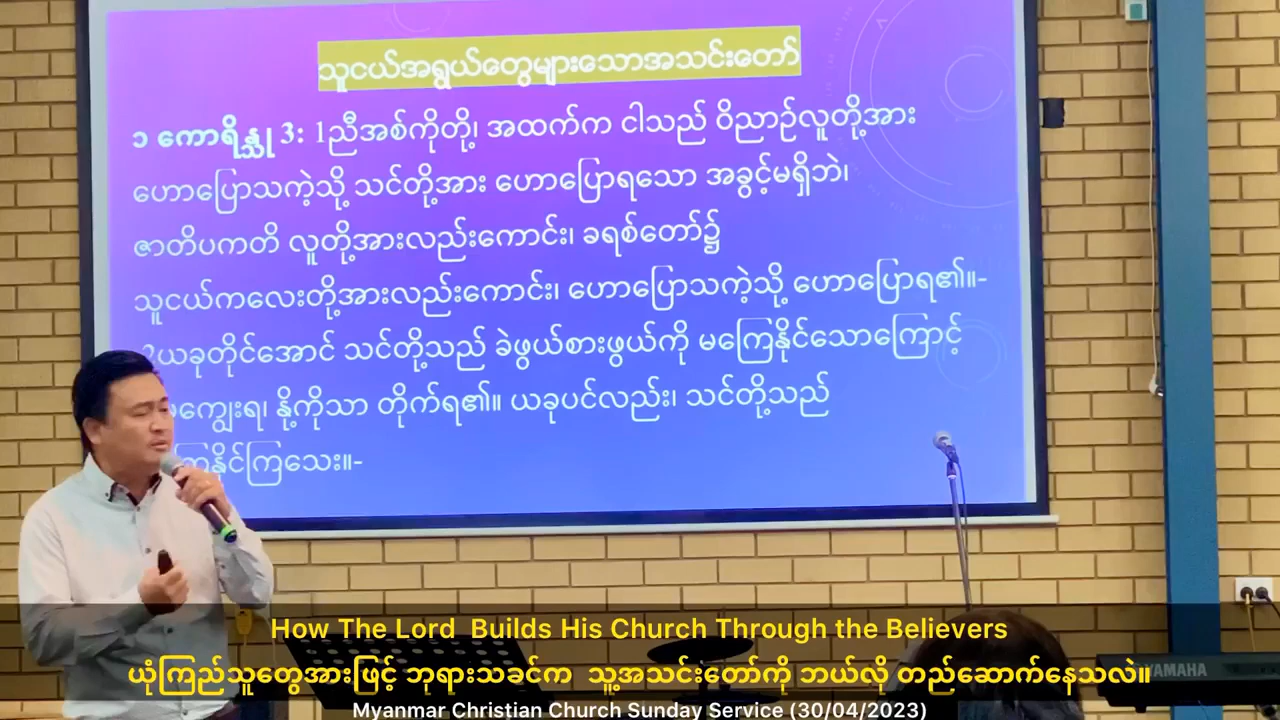 သူငယ်အရွယ်တွေများသောအသင်းတော်
၁ ကောရိန္သု 3: 1ညီအစ်ကိုတို့၊ အထက်က ငါသည် ဝိညာဉ်လူတို့အား
ဟောပြောသကဲ့သို့ သင်တို့အား ဟောပြောရသော အခွင့်မရှိဘဲ၊
ဇာတိပကတိ လူတို့အားလည်းကောင်း၊ ခရစ်တော်၌
သူငယ်ကလေးတို့အားလည်းကောင်း၊ ဟောပြောသကဲ့သို့ ဟောပြောရ၏။-
ယခုတိုင်အောင် သင်တို့သည် ခဲဖွယ်စားဖွယ်ကို မကြေနိုင်သောကြောင့်
ကျွေးရ၊ နို့ကိုသာ တိုက်ရ၏။ ယခုပင်လည်း၊ သင်တို့သည်
နိုင်ကြသေး။-
How The Lord Builds His Church Through the Believers
ယုံကြည်သူတွေအားဖြင့် ဘုရားသခင်က သူ့အသင်းတော်ကို ဘယ်လို တည်ဆောက်နေသလဲ။
YAMAHA
Myanmar Christian Church Sunday Service (30/04/2023)